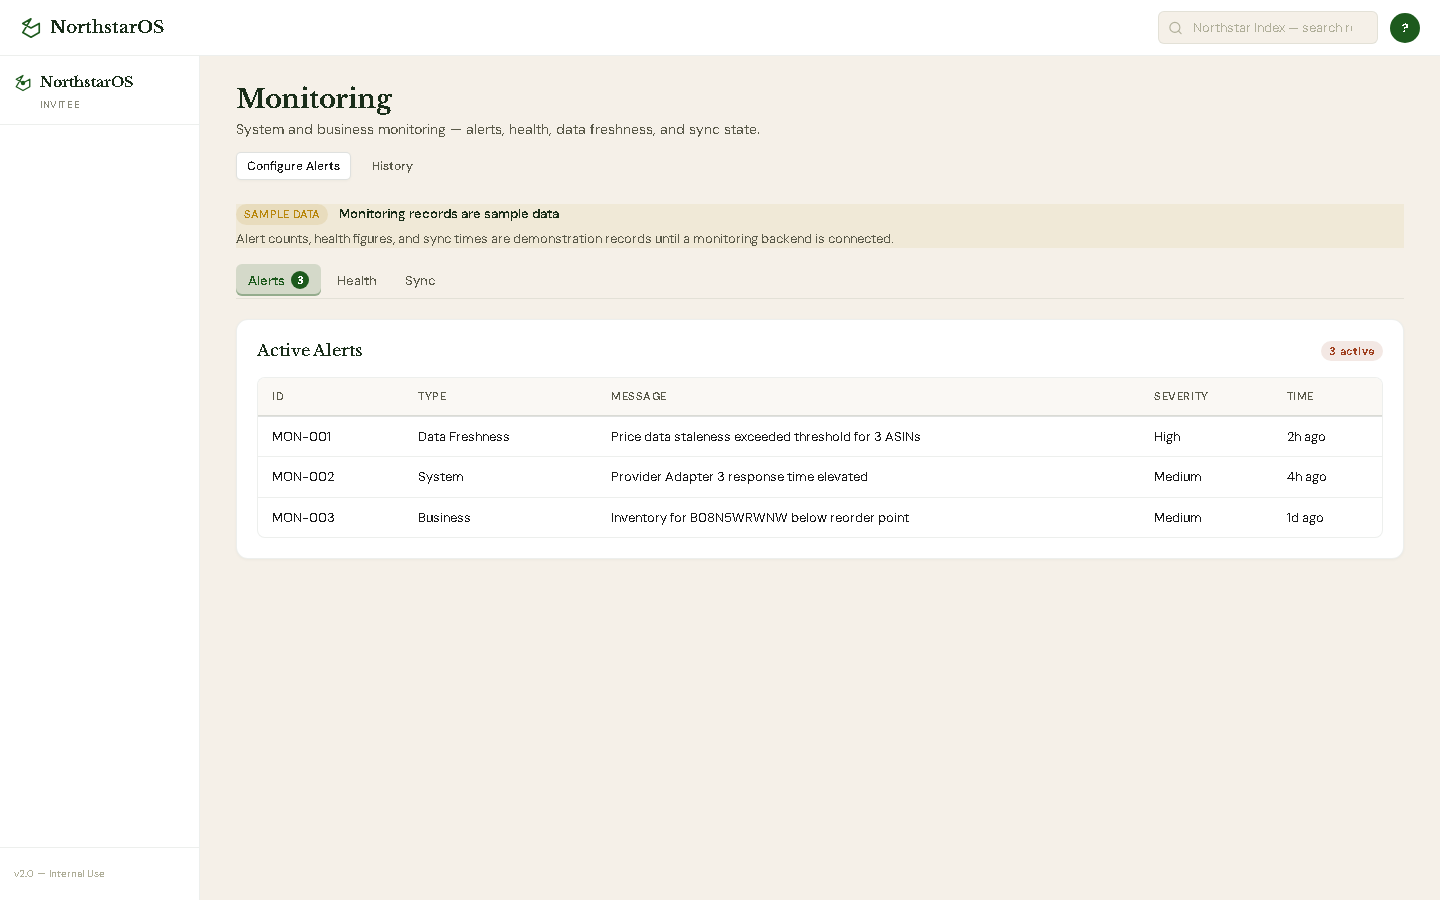 NorthstarOS
Northstar Index — search r
?
NorthstarOS
INVITEE
Monitoring
System and business monitoring — alerts, health, data freshness, and sync state.
Configure Alerts History
SAMPLE DATA Monitoring records are sample data
Alert counts, health figures, and sync times are demonstration records until a monitoring backend is connected.
Alerts 3 Health Sync
Active Alerts 3 active
ID TYPE MESSAGE SEVERITY TIME
MON-001 Data Freshness Price data staleness exceeded threshold for 3 ASINs High 2h ago
MON-002 System Provider Adapter 3 response time elevated Medium 4h ago
MON-003 Business Inventory for B08N5WRWNW below reorder point Medium 1d ago
v2.0 — Internal Use